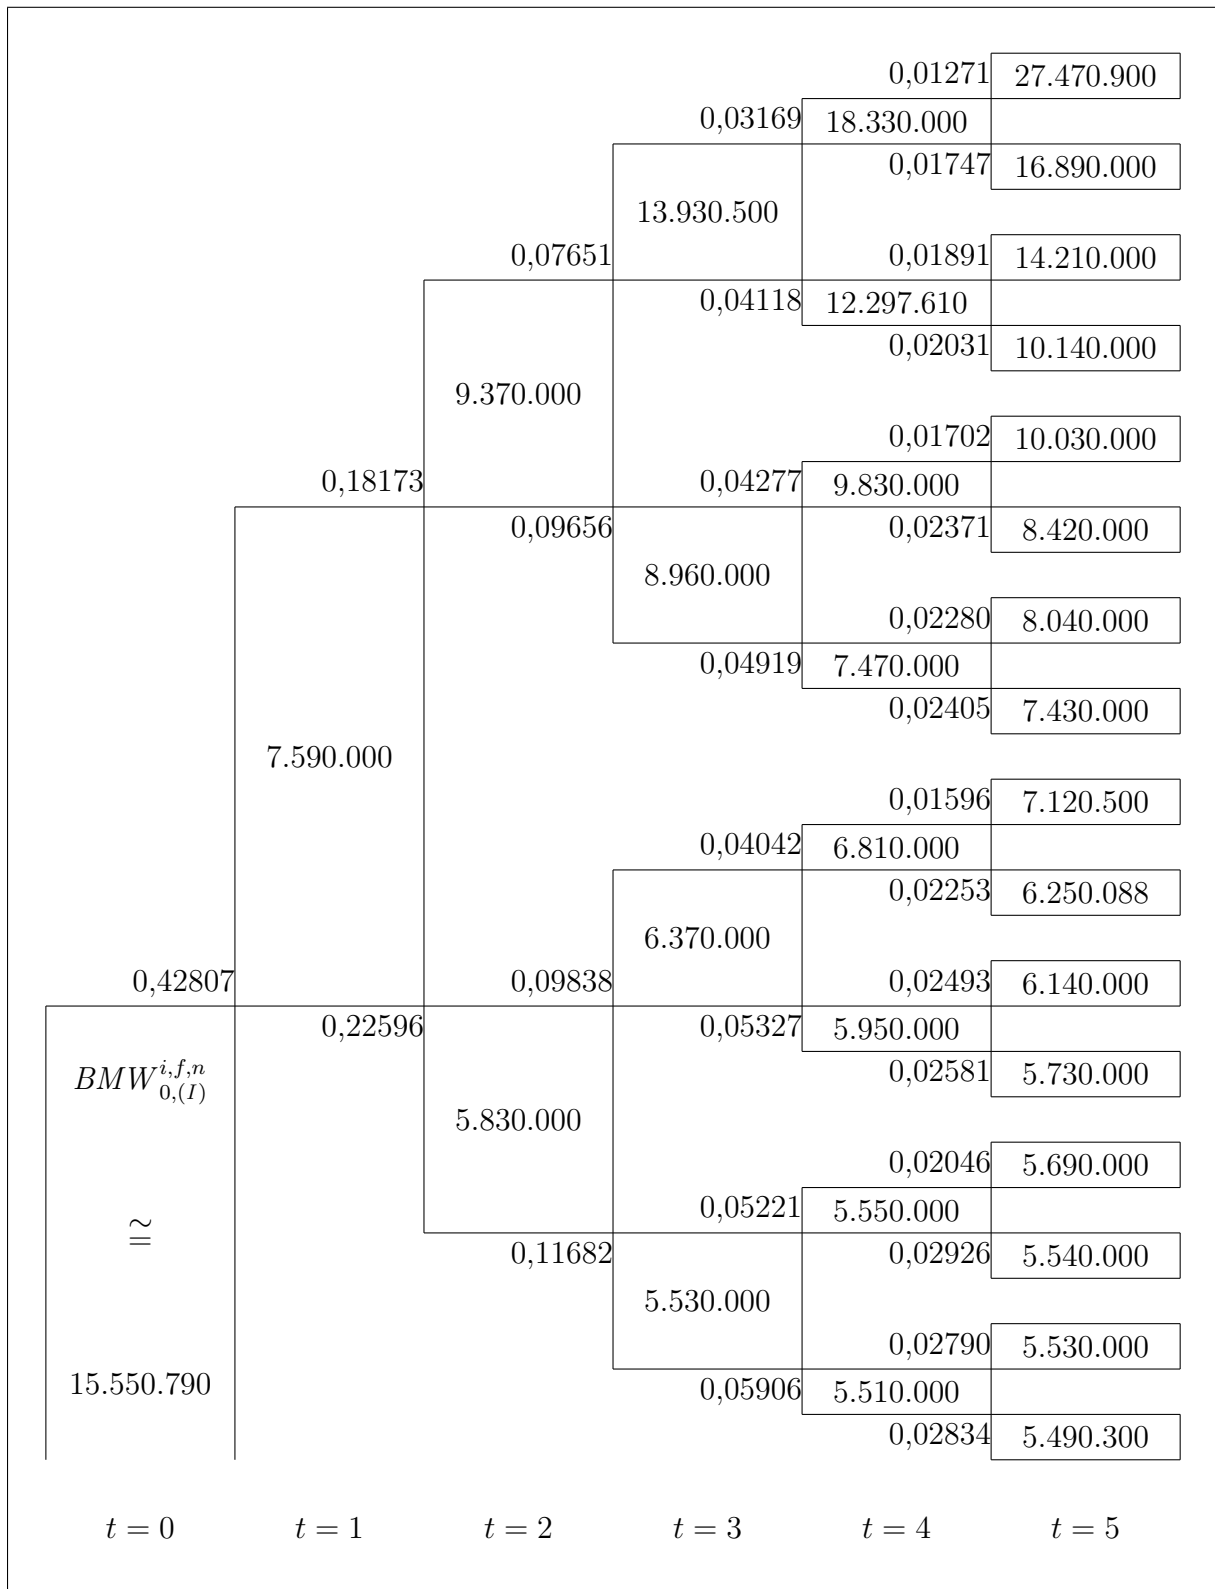 0,01271 27.470.900
0,03169 18.330.000
0,01747 16.890.000
13.930.500
0,07651 0,01891 14.210.000
0,04118 12.297.610
0,02031 10.140.000
9.370.000
0,01702 10.030.000
0,18173 0,04277 9.830.000
0,09656 0,02371 8.420.000
8.960.000
0,02280 8.040.000
0,04919 7.470.000
0,02405 7.430.000
7.590.000
0,01596 7.120.500
0,04042 6.810.000
0,02253 6.250.088
6.370.000
0,42807 0,09838 0,02493 6.140.000
0,22596 0,05327 5.950.000
BMW_{0,(I)}^{i,f,n} 0,02581 5.730.000
5.830.000
0,02046 5.690.000
0,05221 5.550.000
≅ 0,11682 0,02926 5.540.000
5.530.000
0,02790 5.530.000
15.550.790 0,05906 5.510.000
0,02834 5.490.300
t = 0 t = 1 t = 2 t = 3 t = 4 t = 5